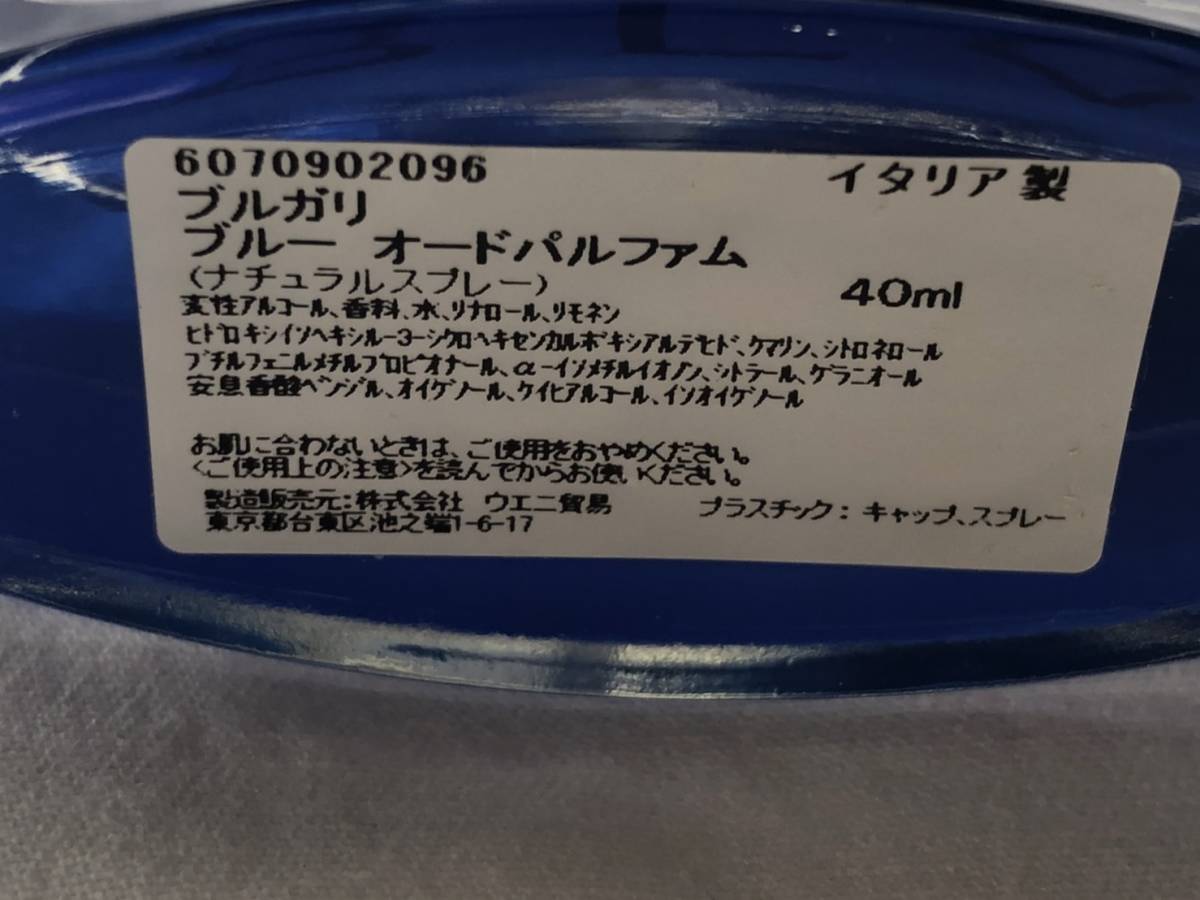 6070902096 イタリア製
ブルガリ
ブルー オードパルファム
(ナチュラルスプレー) 40ml
変性アルコール、香料、水、リナロール、リモネン
ヒドロキシイソヘキシル-3-シクロヘキセンカルボキシアルデヒド、クマリン、シトロネロール
ブチルフェニルメチルプロピオナール、α-イソメチルイオノン、シトラール、ゲラニオール
安息香酸ベンジル、オイゲノール、ケイヒアルコール、イソオイゲノール
お肌に合わないときは、ご使用をおやめください。
<ご使用上の注意>を読んでからお使いください。
製造販売元:株式会社 ウエニ貿易 プラスチック: キャップ、スプレー
東京都台東区池之端1-6-17